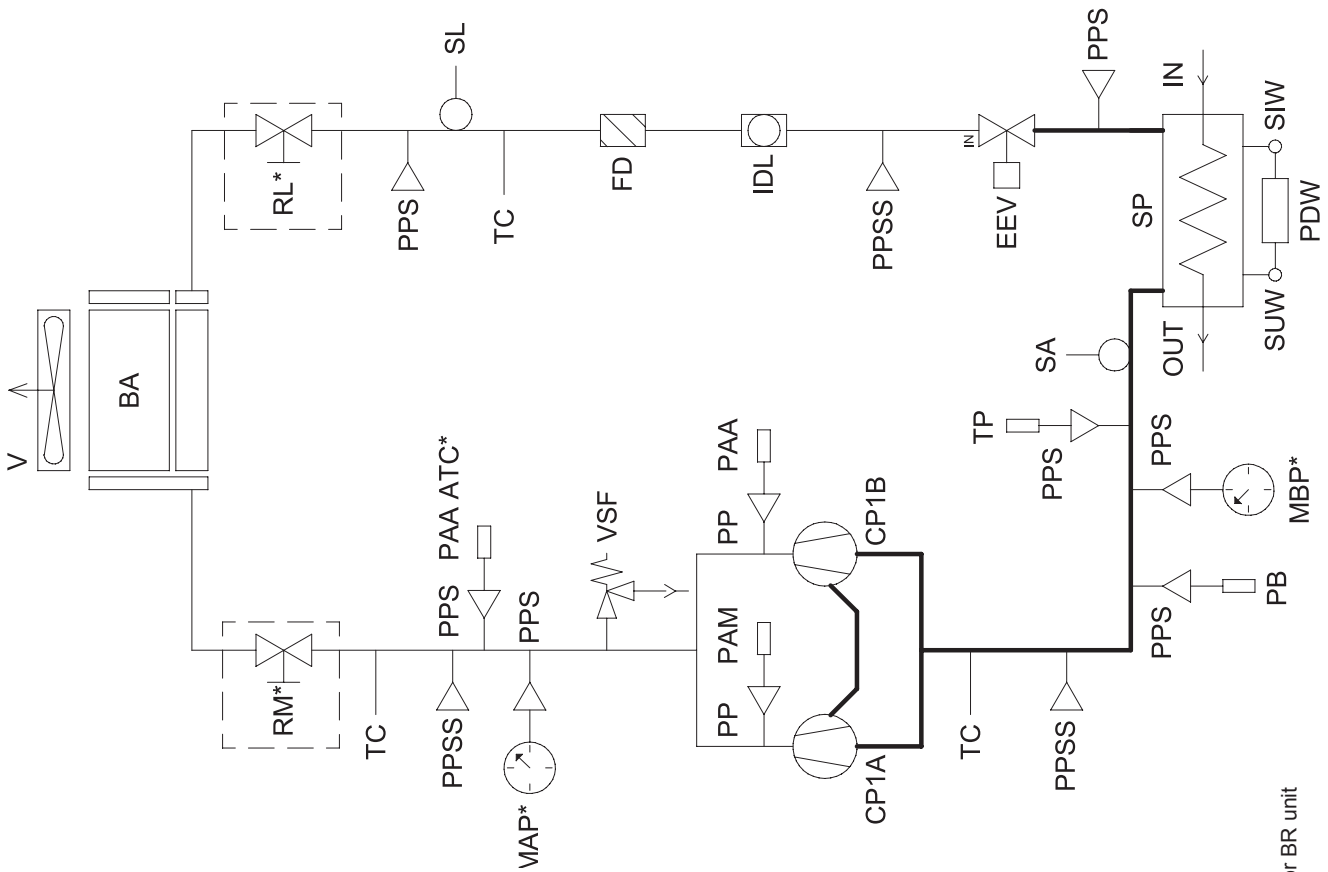 V
BA
RL*
PPS
SL
TC
FD
IDL
PPSS
IN
EEV
PPS
IN
SP
SIW
PDW
SUW
OUT
SA
TP
PPS
PPS
MBP*
PPS
PB
PPSS
TC
CP1A
CP1B
PP
PAM
PP
PAA
VSF
PPS
MAP*
PPS
PAA ATC*
PPSS
TC
RM*
or BR unit